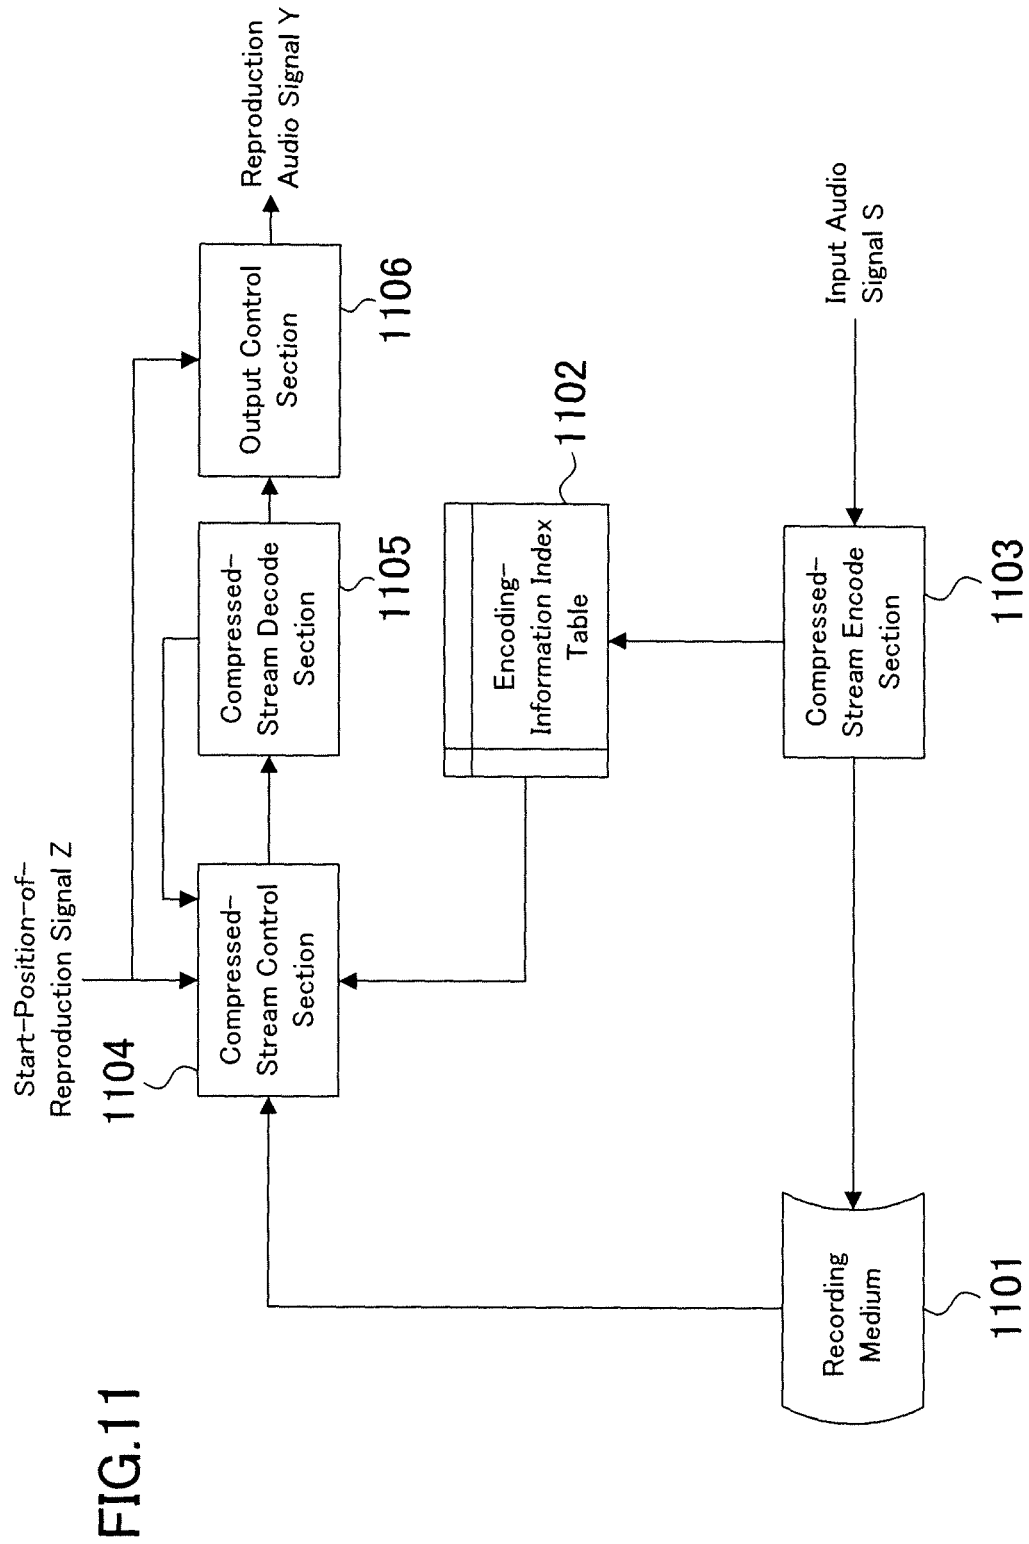 FIG.11
Start-Position-of-
Reproduction Signal Z
1104
Compressed-
Stream Control
Section
Compressed-
Stream Decode
Section
1105
Output Control
Section
1106
Reproduction
Audio Signal Y
Encoding-
Information Index
Table
1102
Recording
Medium
1101
Compressed-
Stream Encode
Section
1103
Input Audio
Signal S